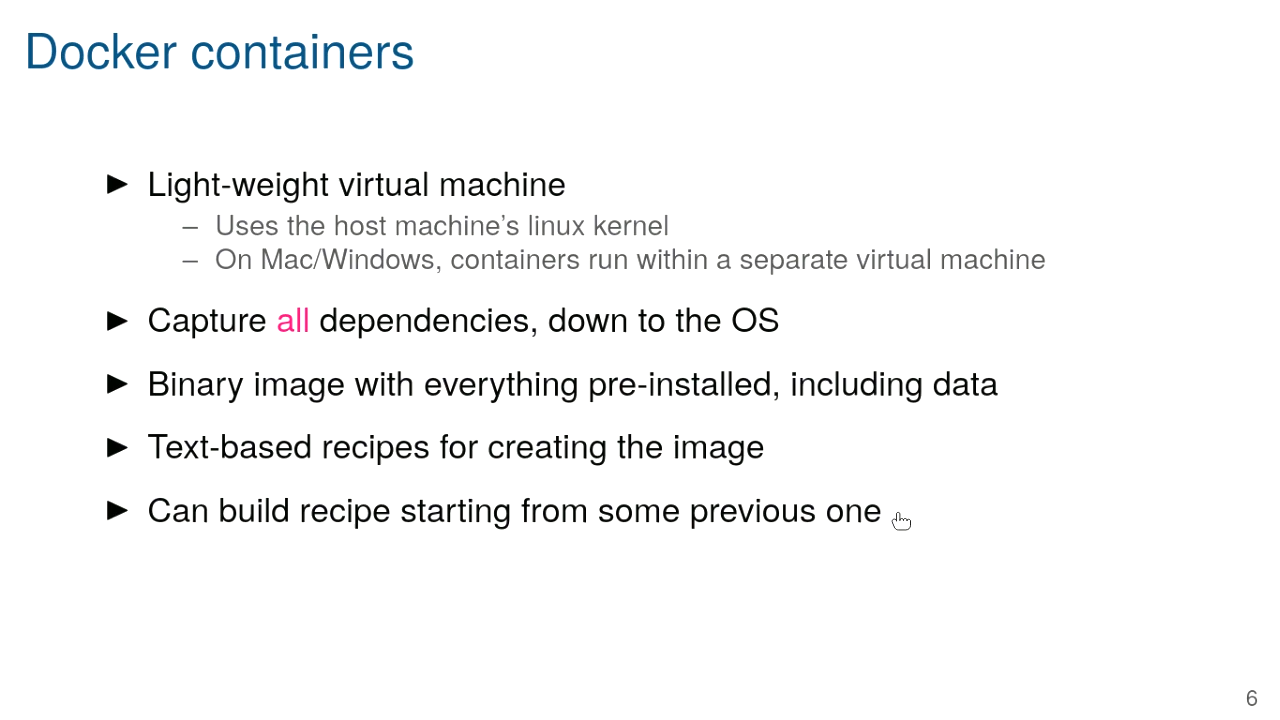 Docker containers
▶ Light-weight virtual machine
– Uses the host machine's linux kernel
– On Mac/Windows, containers run within a separate virtual machine
▶ Capture all dependencies, down to the OS
▶ Binary image with everything pre-installed, including data
▶ Text-based recipes for creating the image
▶ Can build recipe starting from some previous one
6